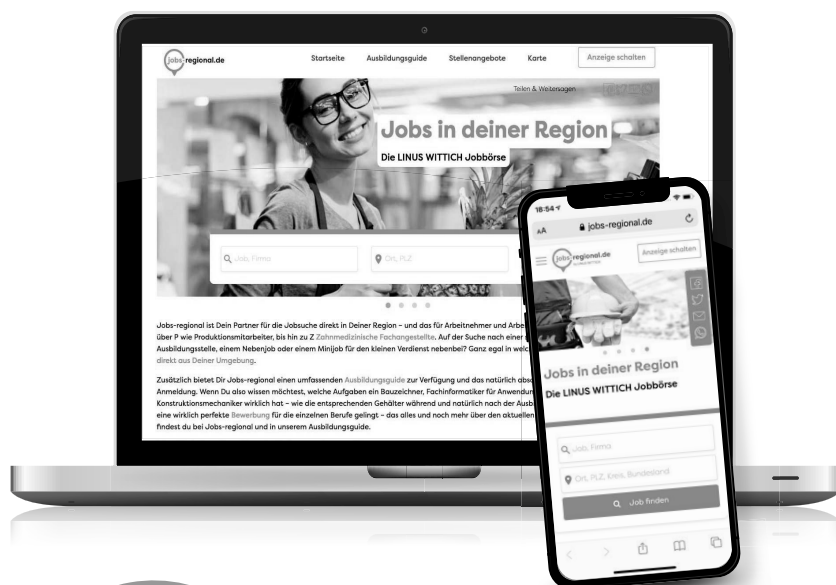 jobs-regional.de
Startseite
Ausbildungsguide
Stellenangebote
Karte
Anzeige schalten
Teilen & Weitersagen
Jobs in deiner Region
Die LINUS WITTICH Jobbörse
Job, Firma
Ort, PLZ
Jobs-regional ist Dein Partner für die Jobsuche direkt in Deiner Region – und das für Arbeitnehmer und Arbe
über P wie Produktionsmitarbeiter, bis hin zu Z Zahnmedizinische Fachangestellte. Auf der Suche nach einer
Ausbildungsstelle, einem Nebenjob oder einem Minijob für den kleinen Verdienst nebenbei? Ganz egal in welc
direkt aus Deiner Umgebung.
Zusätzlich bietet Dir Jobs-regional einen umfassenden Ausbildungsguide zur Verfügung und das natürlich abso
Anmeldung. Wenn Du also wissen möchtest, welche Aufgaben ein Bauzeichner, Fachinformatiker für Anwendun
Konstruktionsmechaniker wirklich hat – wie die entsprechenden Gehälter während und natürlich nach der Ausb
eine wirklich perfekte Bewerbung für die einzelnen Berufe gelingt – das alles und noch mehr über den aktuellen
findest du bei Jobs-regional und in unserem Ausbildungsguide.
16:54
AA jobs-regional.de
jobs-regional.de
Anzeige schalten
Jobs in deiner Region
Die LINUS WITTICH Jobbörse
Job, Firma
Ort, PLZ, Kreis, Bundesland
Job finden